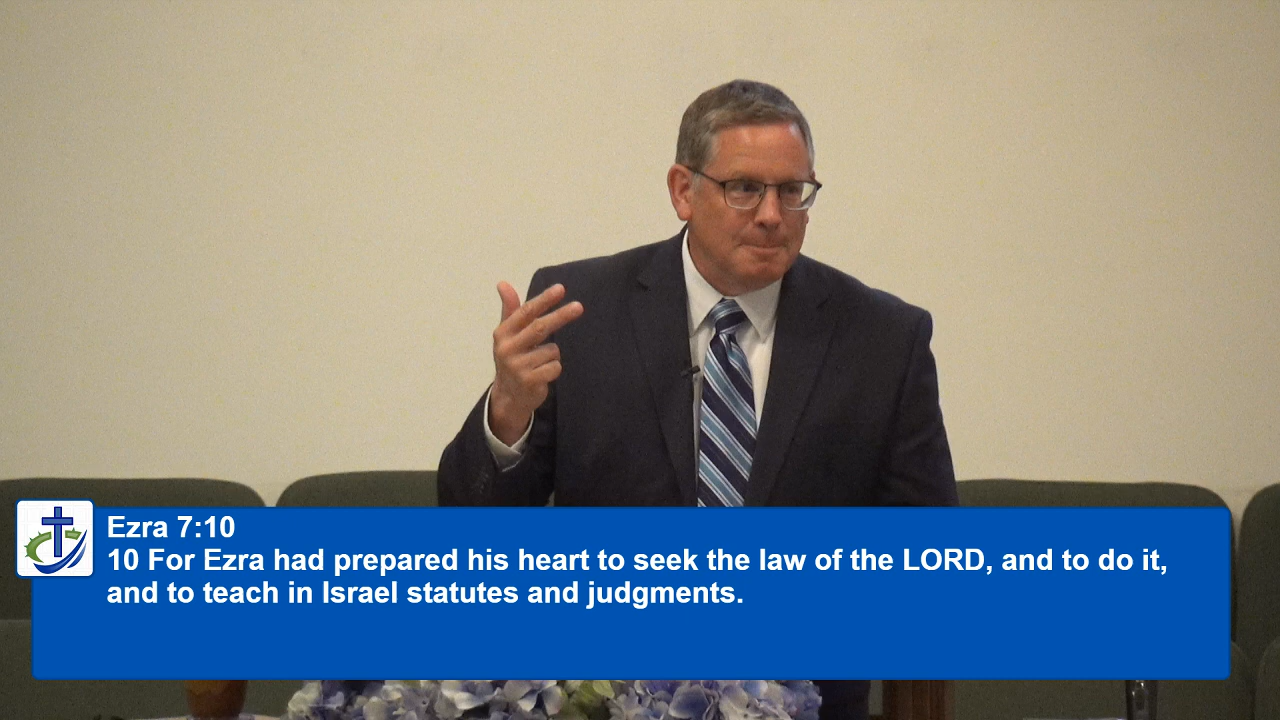 Ezra 7:10
10 For Ezra had prepared his heart to seek the law of the LORD, and to do it,
and to teach in Israel statutes and judgments.